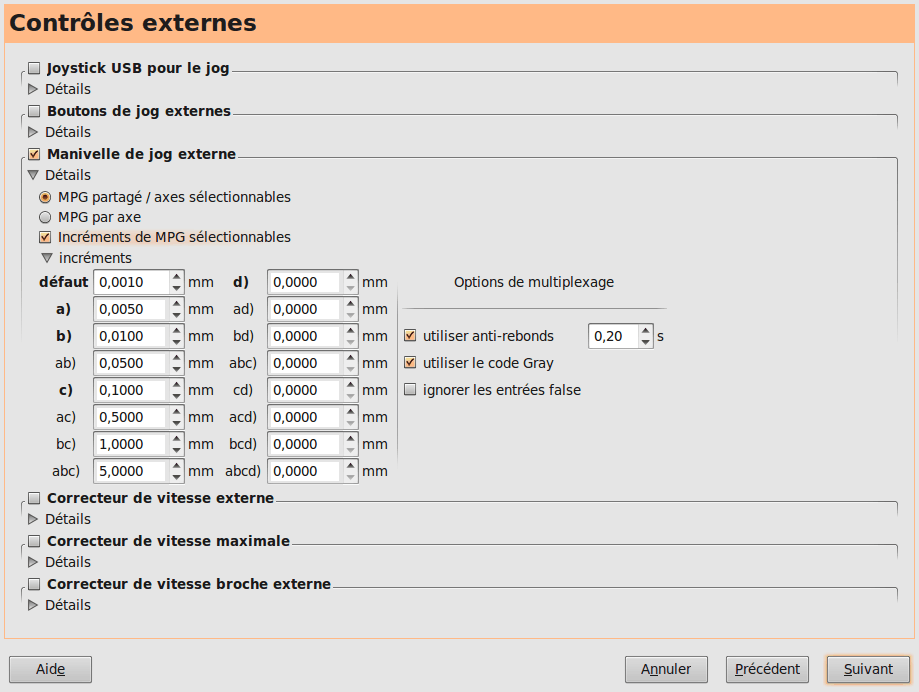 Contrôles externes
Joystick USB pour le jog
Détails
Boutons de jog externes
Détails
Manivelle de jog externe
Détails
MPG partagé / axes sélectionnables
MPG par axe
Incréments de MPG sélectionnables
incréments
défaut 0,0010 mm d) 0,0000 mm Options de multiplexage
a) 0,0050 mm ad) 0,0000 mm
b) 0,0100 mm bd) 0,0000 mm utiliser anti-rebonds 0,20 s
ab) 0,0500 mm abc) 0,0000 mm utiliser le code Gray
c) 0,1000 mm cd) 0,0000 mm ignorer les entrées false
ac) 0,5000 mm acd) 0,0000 mm
bc) 1,0000 mm bcd) 0,0000 mm
abc) 5,0000 mm abcd) 0,0000 mm
Correcteur de vitesse externe
Détails
Correcteur de vitesse maximale
Détails
Correcteur de vitesse broche externe
Détails
Aide Annuler Précédent Suivant